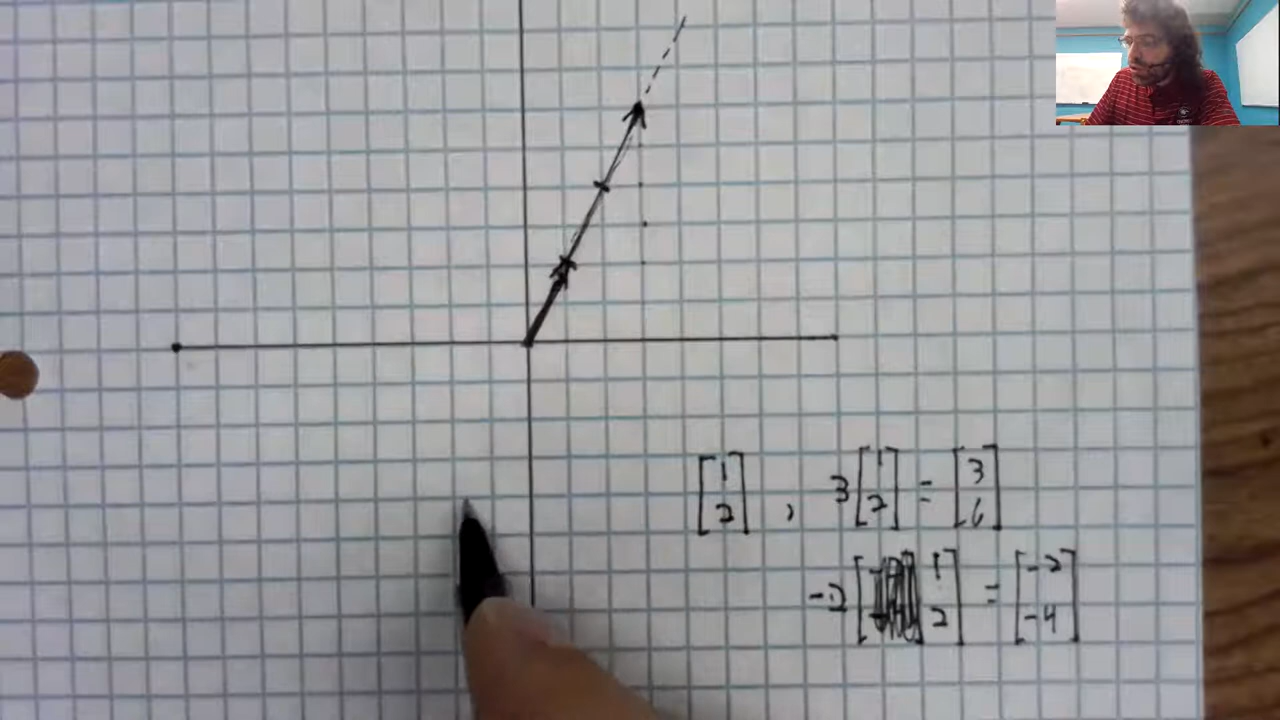 [1 2] , 3[1 2] = [3 6]
-2[1 2] = [-2 -4]